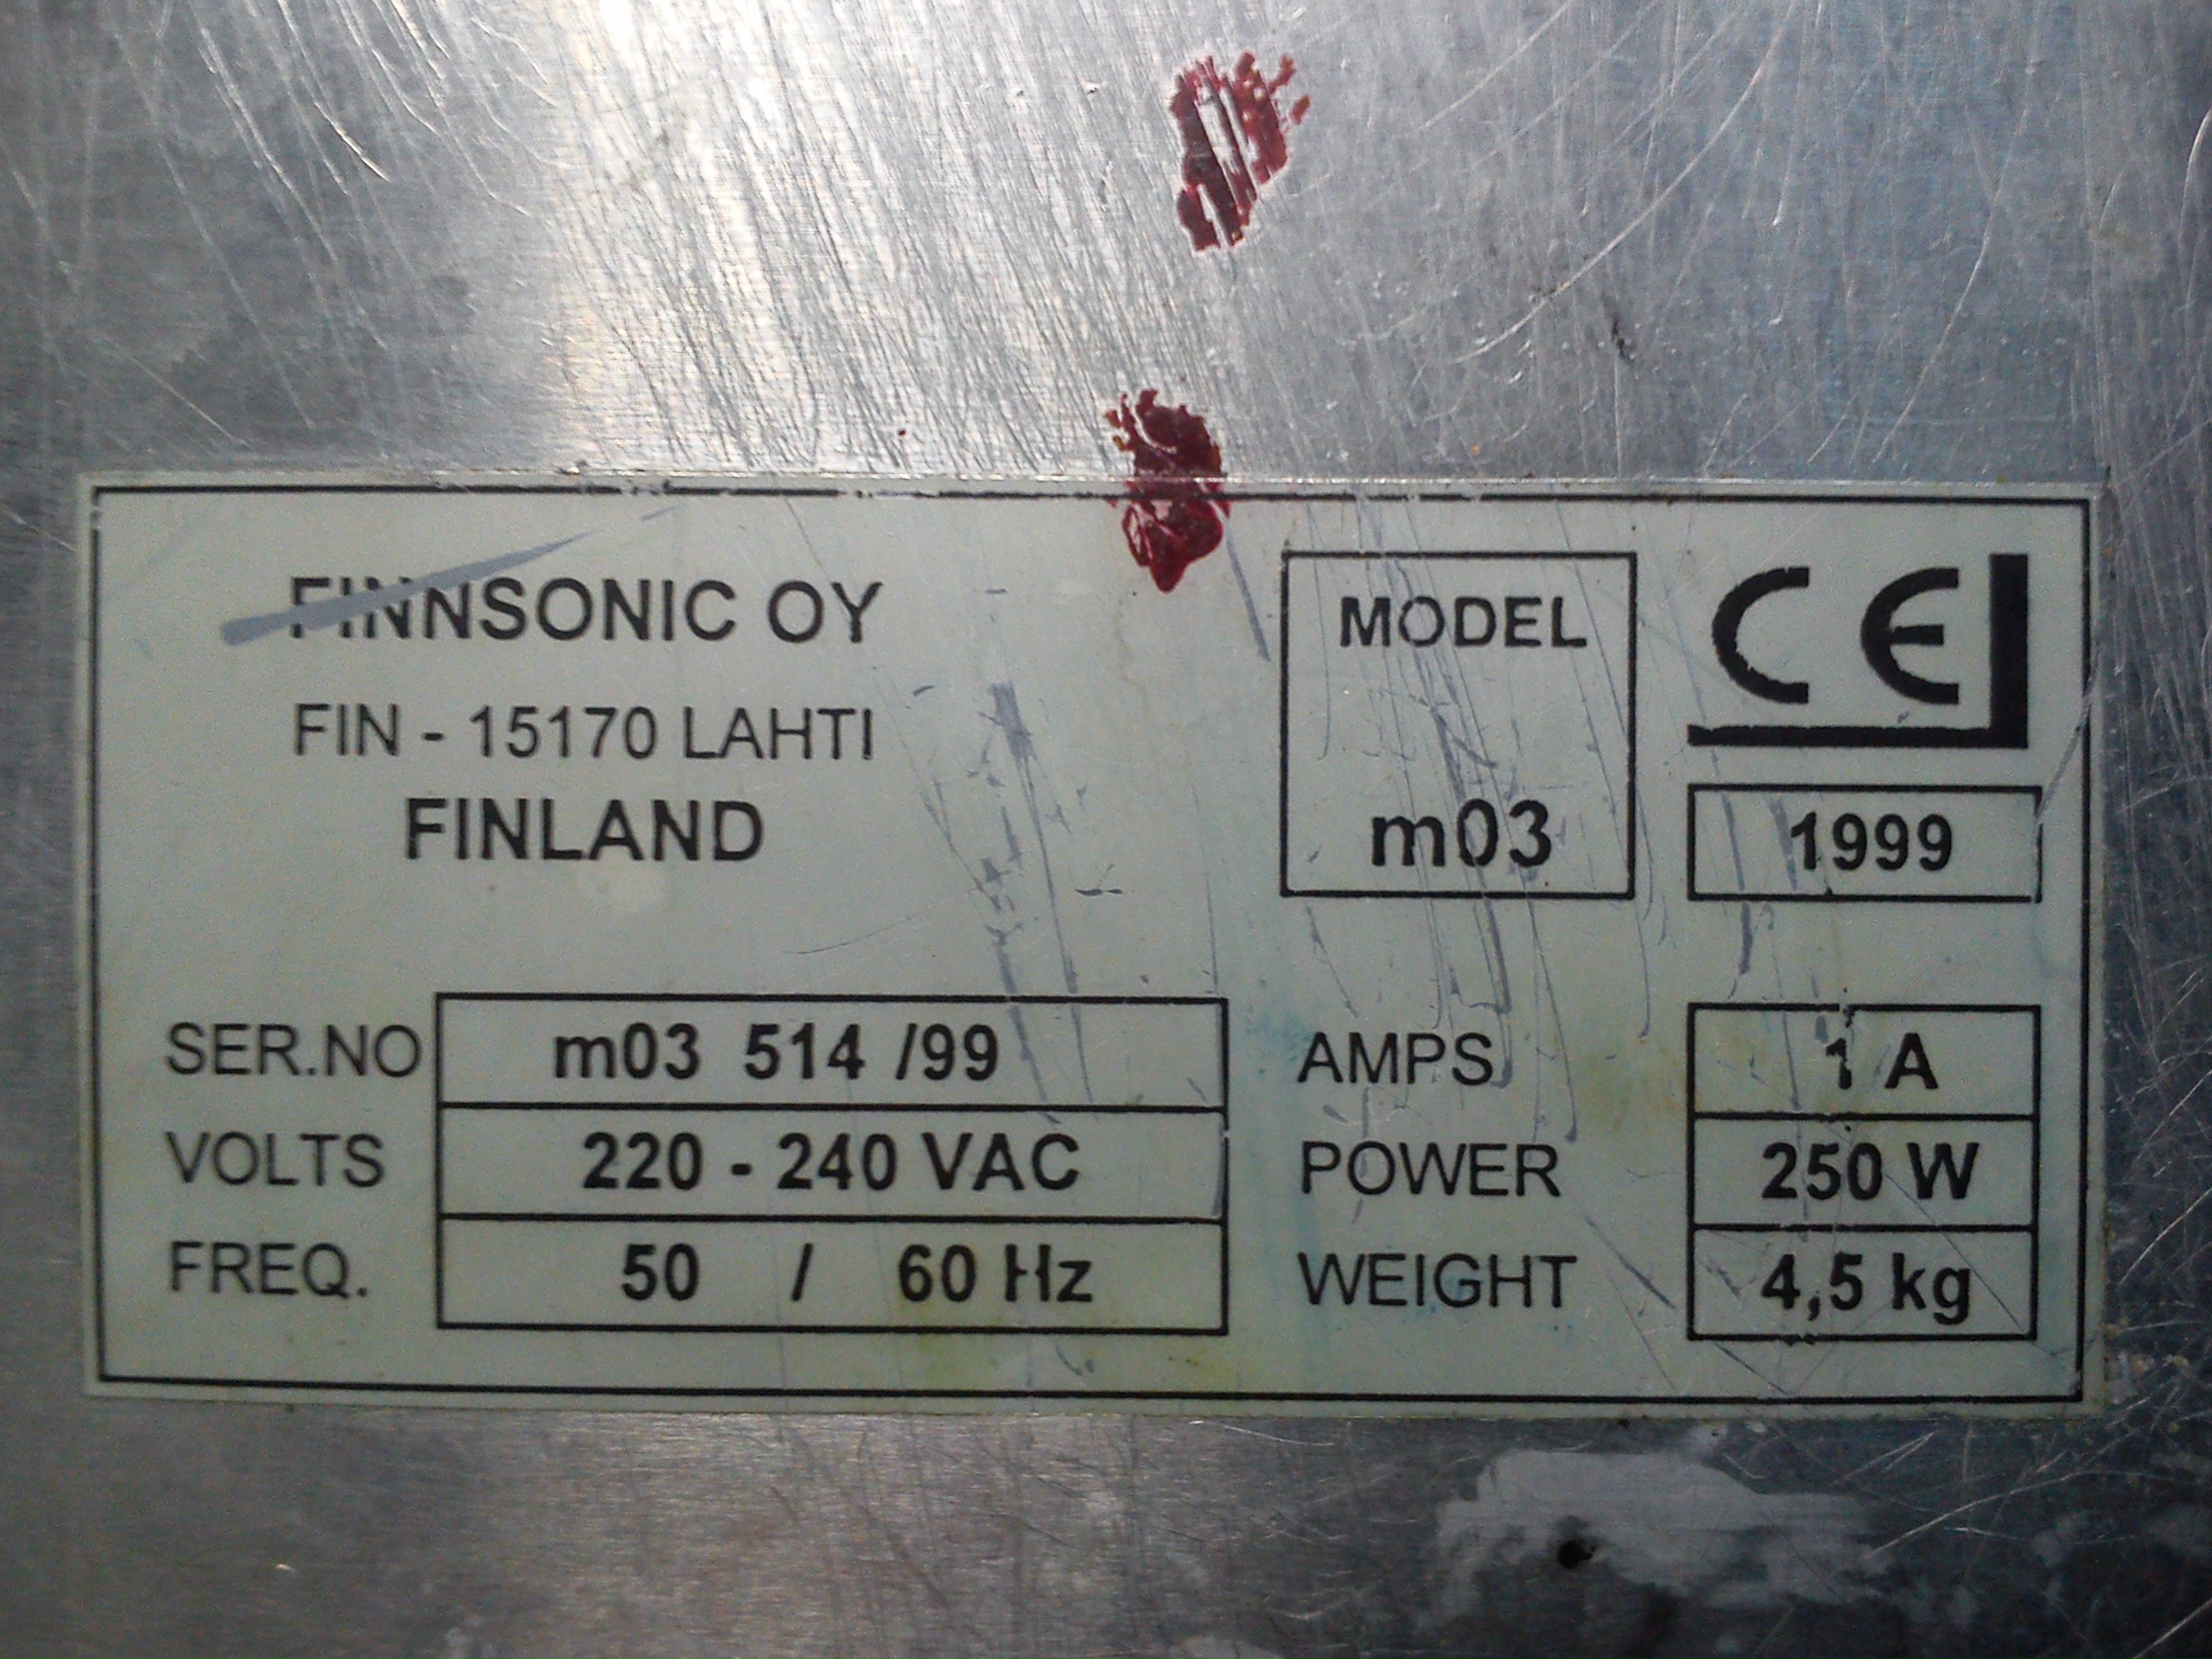 FINNSONIC OY
FIN - 15170 LAHTI
FINLAND
MODEL
m03
CE
1999
SER.NO m03 514 /99
VOLTS 220 - 240 VAC
FREQ. 50 / 60 Hz
AMPS 1 A
POWER 250 W
WEIGHT 4,5 kg